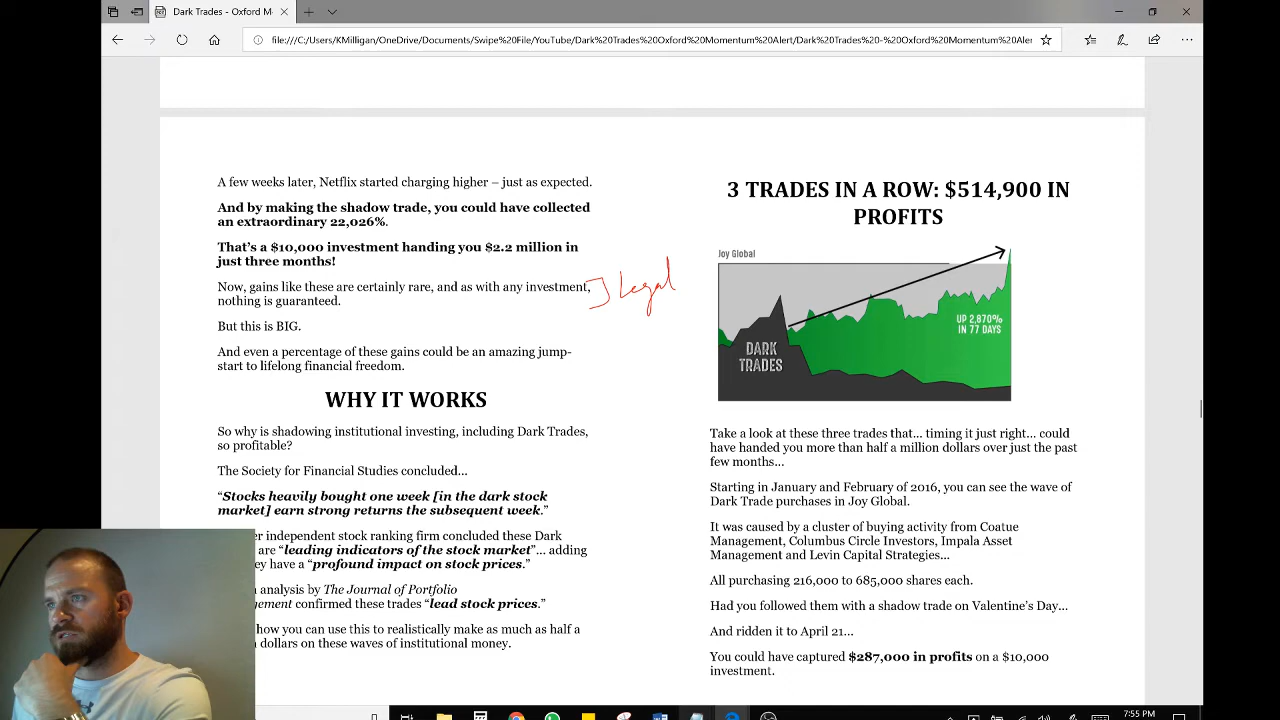 Dark Trades - Oxford M
file:///C:/Users/KMilligan/OneDrive/Documents/Swipe%20File/YouTube/Dark%20Trades%20Oxford%20Momentum%20Alert/Dark%20Trades%20-%20Oxford%20Momentum%20Aler
A few weeks later, Netflix started charging higher – just as expected.
And by making the shadow trade, you could have collected
an extraordinary 22,026%.
That's a $10,000 investment handing you $2.2 million in
just three months!
Now, gains like these are certainly rare, and as with any investment,
nothing is guaranteed.
Legal
But this is BIG.
And even a percentage of these gains could be an amazing jump-
start to lifelong financial freedom.
WHY IT WORKS
So why is shadowing institutional investing, including Dark Trades,
so profitable?
The Society for Financial Studies concluded...
“Stocks heavily bought one week [in the dark stock
market] earn strong returns the subsequent week.”
er independent stock ranking firm concluded these Dark
are “leading indicators of the stock market”... adding
ey have a “profound impact on stock prices.”
analysis by The Journal of Portfolio
gement confirmed these trades “lead stock prices.”
how you can use this to realistically make as much as half a
dollars on these waves of institutional money.
3 TRADES IN A ROW: $514,900 IN
PROFITS
Joy Global
UP 2,870%
IN 77 DAYS
DARK
TRADES
Take a look at these three trades that... timing it just right... could
have handed you more than half a million dollars over just the past
few months...
Starting in January and February of 2016, you can see the wave of
Dark Trade purchases in Joy Global.
It was caused by a cluster of buying activity from Coatue
Management, Columbus Circle Investors, Impala Asset
Management and Levin Capital Strategies...
All purchasing 216,000 to 685,000 shares each.
Had you followed them with a shadow trade on Valentine's Day...
And ridden it to April 21...
You could have captured $287,000 in profits on a $10,000
investment.
7:55 PM